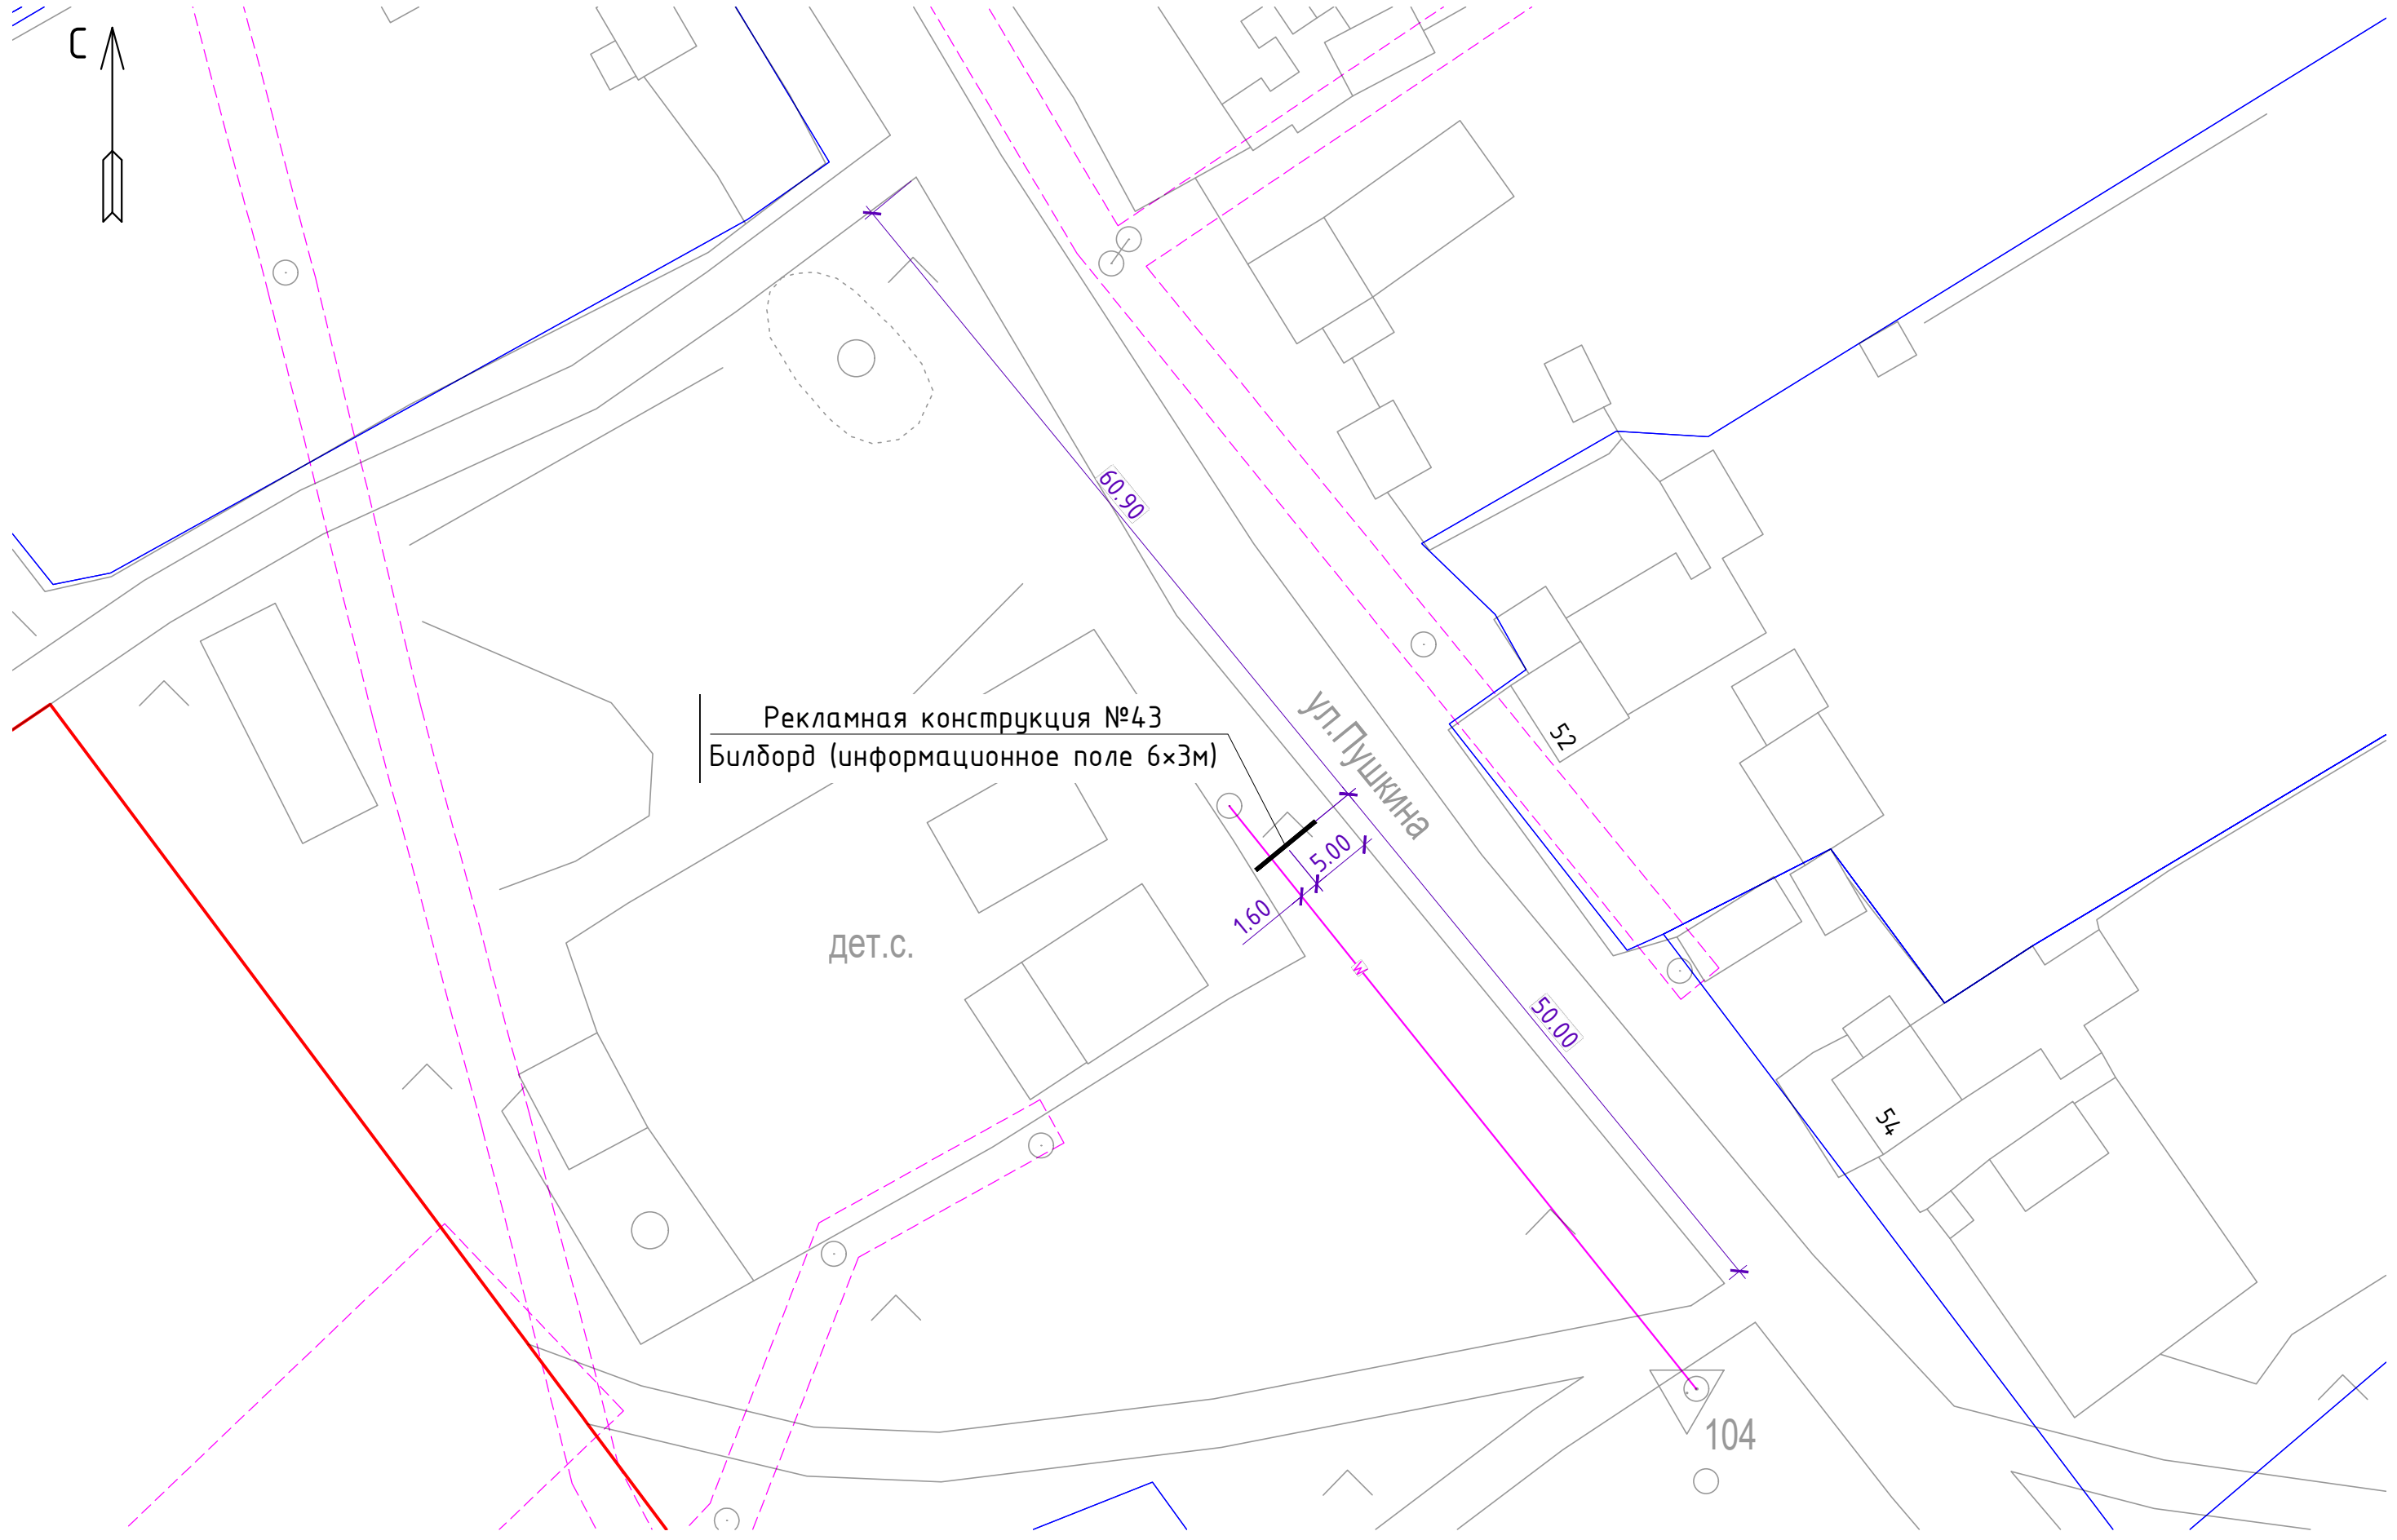 С
60.90
Рекламная конструкция №43
Билборд (информационное поле 6×3м)
ул.Пушкина
52
5.00
1.60
дет.с.
W
50.00
54
104